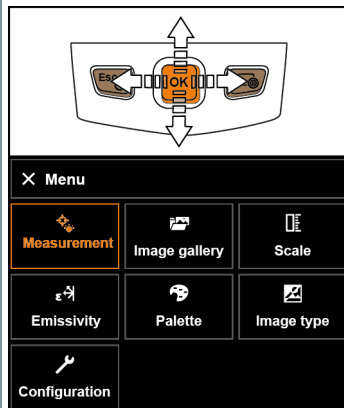 Esc
OK
Menu
Measurement
Image gallery
Scale
ε
Emissivity
Palette
Image type
Configuration